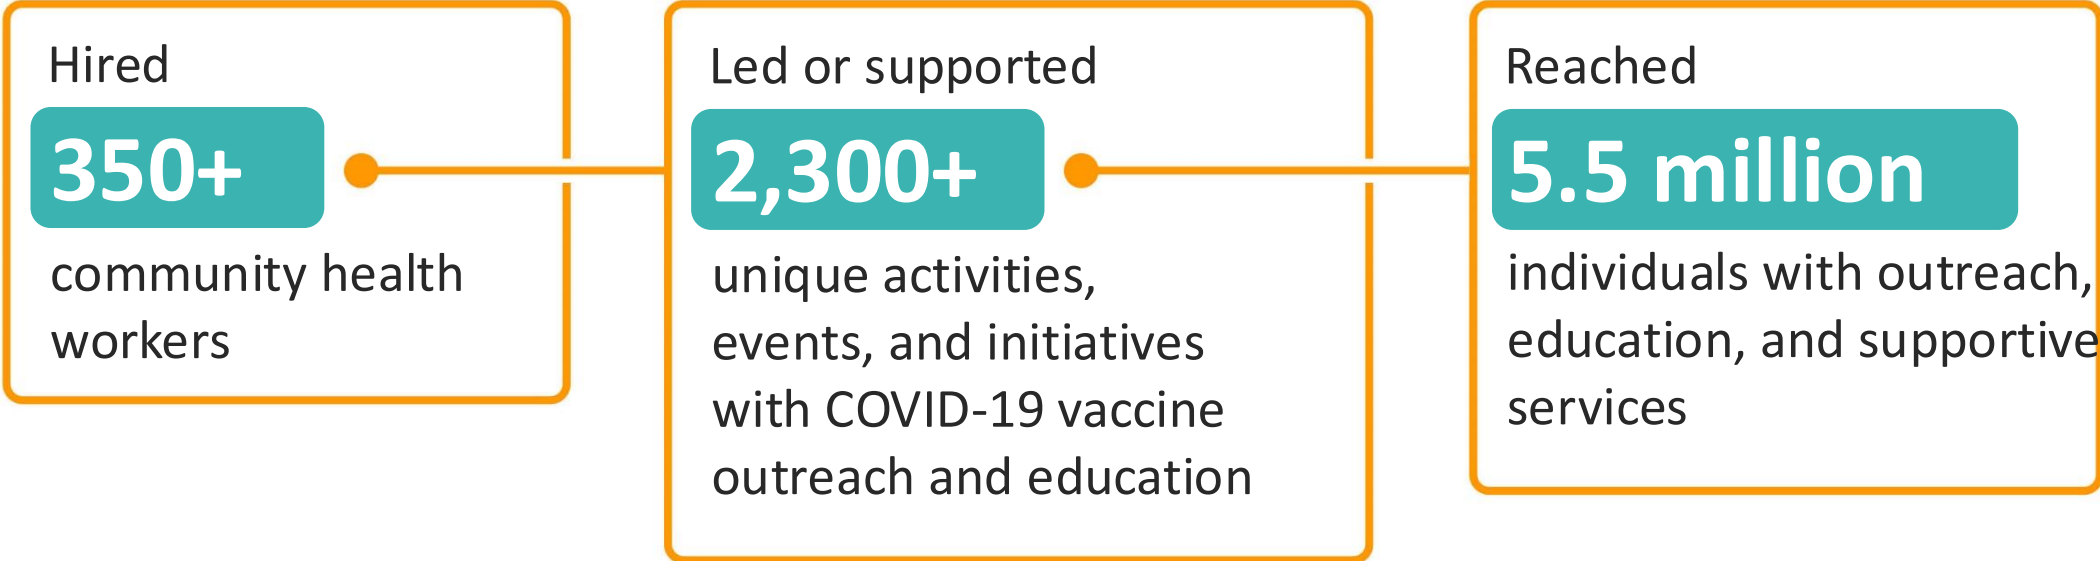 Hired
350+
community health
workers
Led or supported
2,300+
unique activities,
events, and initiatives
with COVID-19 vaccine
outreach and education
Reached
5.5 million
individuals with outreach,
education, and supportive
services